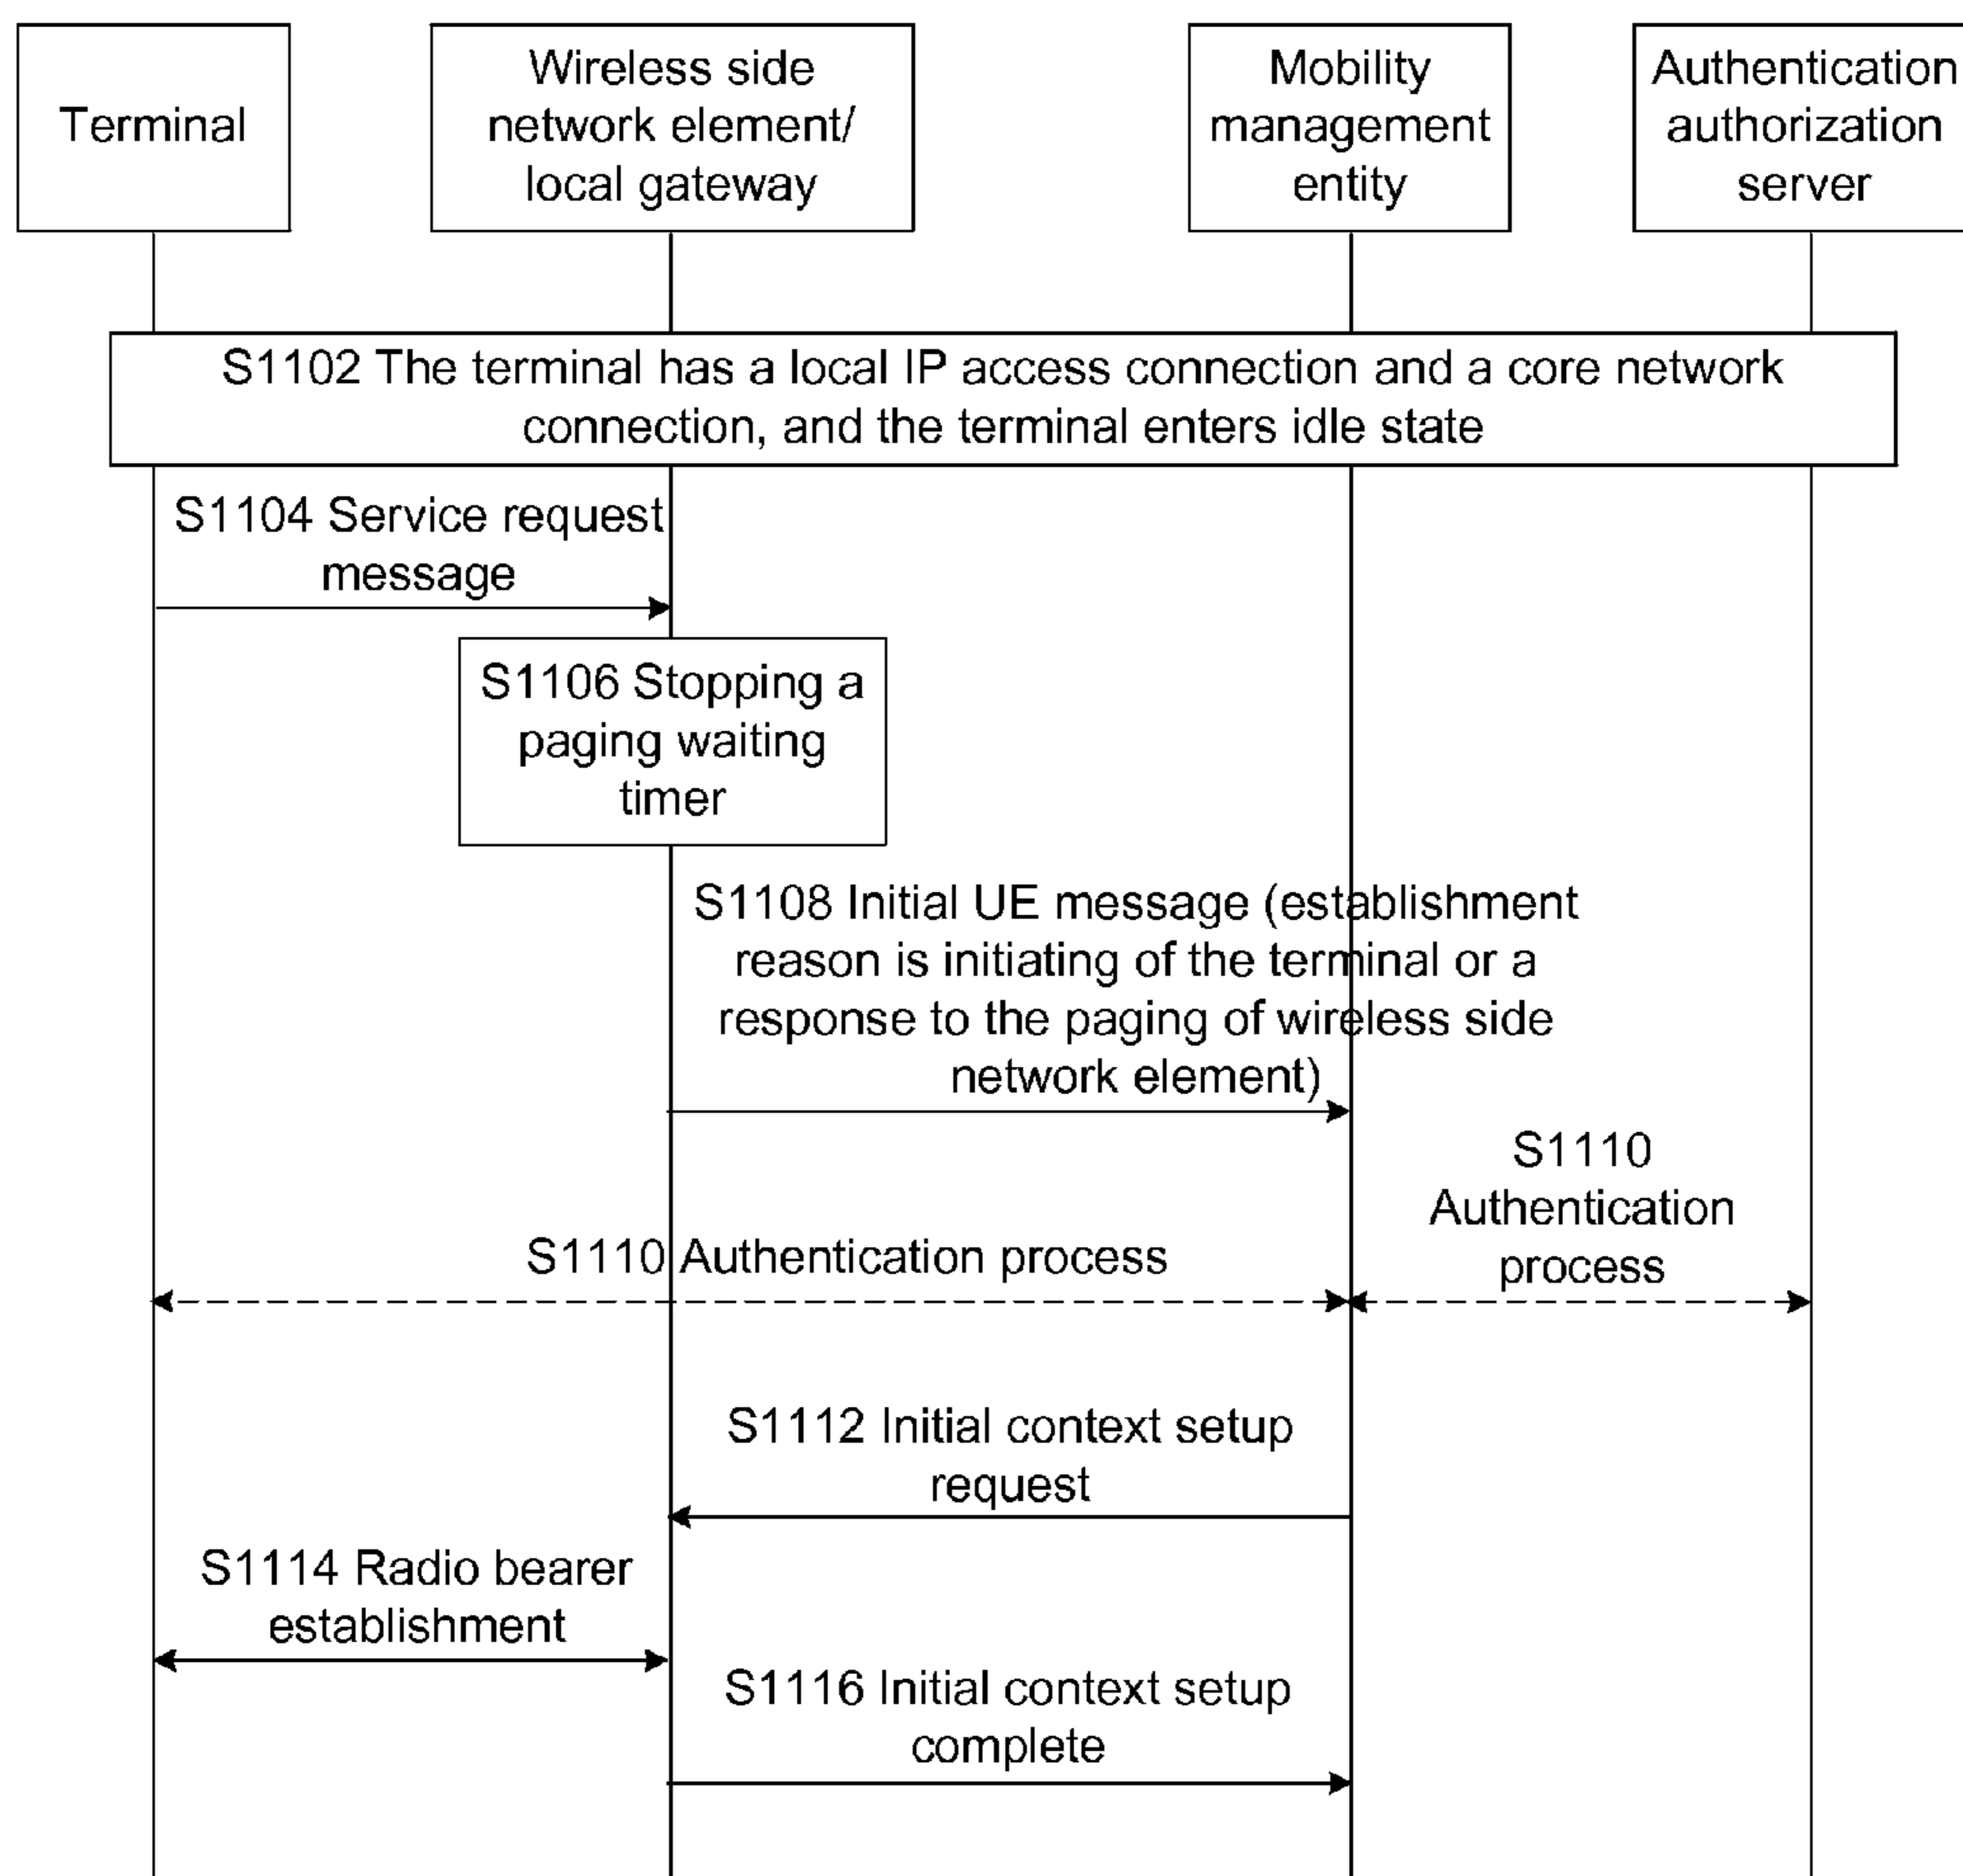 Terminal
Wireless side
network element/
local gateway
Mobility
management
entity
Authentication
authorization
server
S1102 The terminal has a local IP access connection and a core network
connection, and the terminal enters idle state
S1104 Service request
message
S1106 Stopping a
paging waiting
timer
S1108 Initial UE message (establishment
reason is initiating of the terminal or a
response to the paging of wireless side
network element)
S1110 Authentication process
S1110
Authentication
process
S1112 Initial context setup
request
S1114 Radio bearer
establishment
S1116 Initial context setup
complete